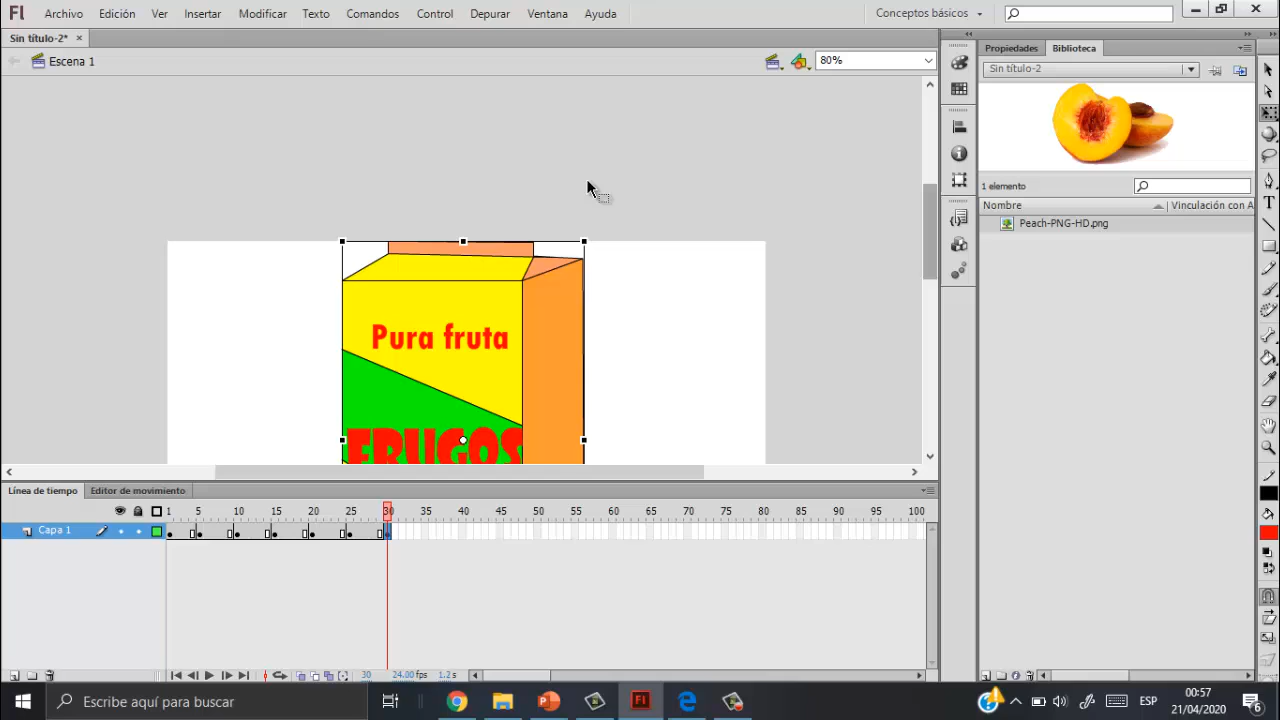 Fl Archivo Edición Ver Insertar Modificar Texto Comandos Control Depurar Ventana Ayuda Conceptos básicos
Sin título-2* ×
Escena 1 80%
Propiedades Biblioteca
Sin título-2
1 elemento
Nombre Vinculación con A
Peach-PNG-HD.png
Pura fruta
FRUGOS
Línea de tiempo Editor de movimiento
1 5 10 15 20 25 30 35 40 45 50 55 60 65 70 75 80 85 90 95 100
Capa 1
30 24.00 fps 1.2 s
Escribe aquí para buscar
Fl
ESP
00:57
21/04/2020
6